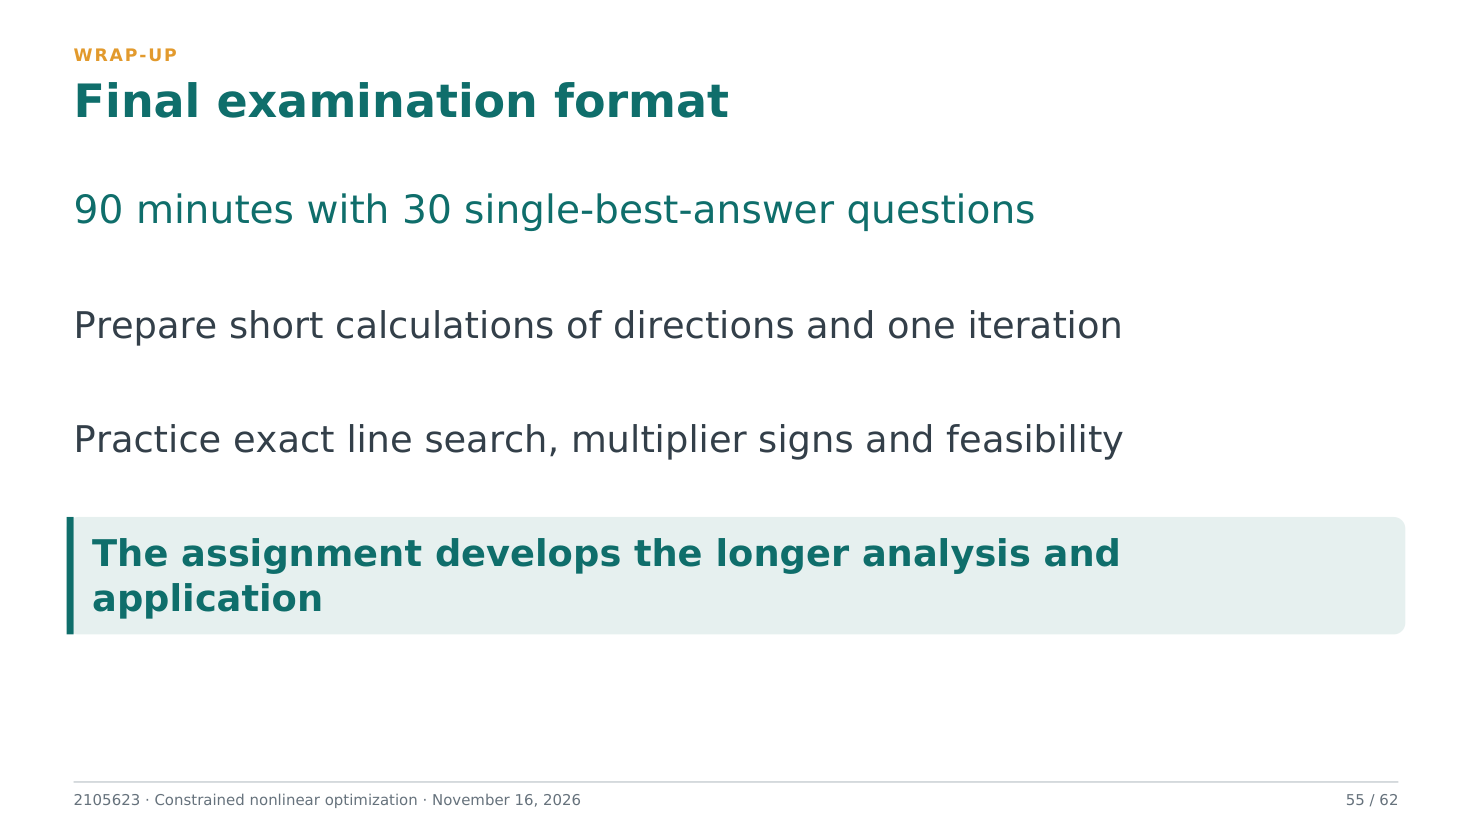 WRAP-UP
Final examination format
90 minutes with 30 single-best-answer questions
Prepare short calculations of directions and one iteration
Practice exact line search, multiplier signs and feasibility
The assignment develops the longer analysis and
application
2105623 · Constrained nonlinear optimization · November 16, 2026
55 / 62